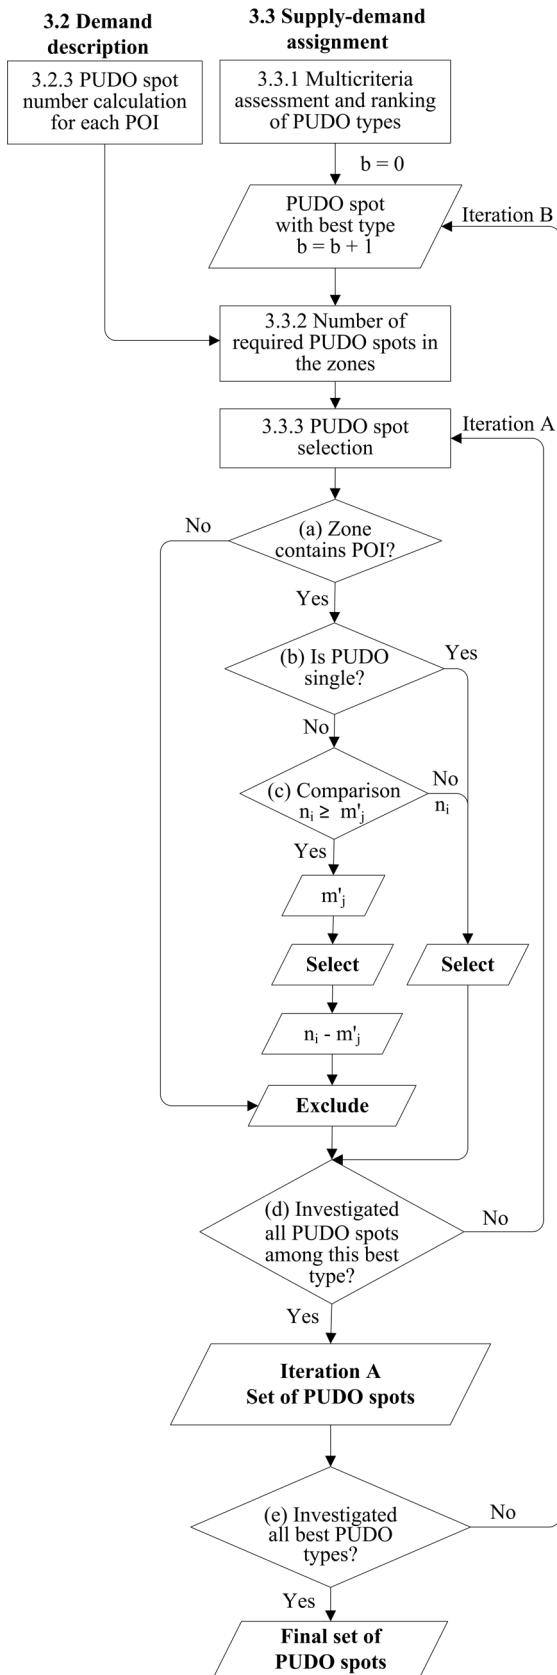 3.2 Demand
description
3.3 Supply-demand
assignment
3.2.3 PUDO spot
number calculation
for each POI
3.3.1 Multicriteria
assessment and ranking
of PUDO types
b = 0
PUDO spot
with best type
b = b + 1
Iteration B
3.3.2 Number of
required PUDO spots in
the zones
3.3.3 PUDO spot
selection
Iteration A
No
(a) Zone
contains POI?
Yes
(b) Is PUDO
single?
Yes
No
(c) Comparison
nᵢ ≥ m'ⱼ
No
nᵢ
Yes
m'ⱼ
Select
Select
nᵢ - m'ⱼ
Exclude
(d) Investigated
all PUDO spots
among this best
type?
No
Yes
Iteration A
Set of PUDO spots
(e) Investigated
all best PUDO
types?
No
Yes
Final set of
PUDO spots